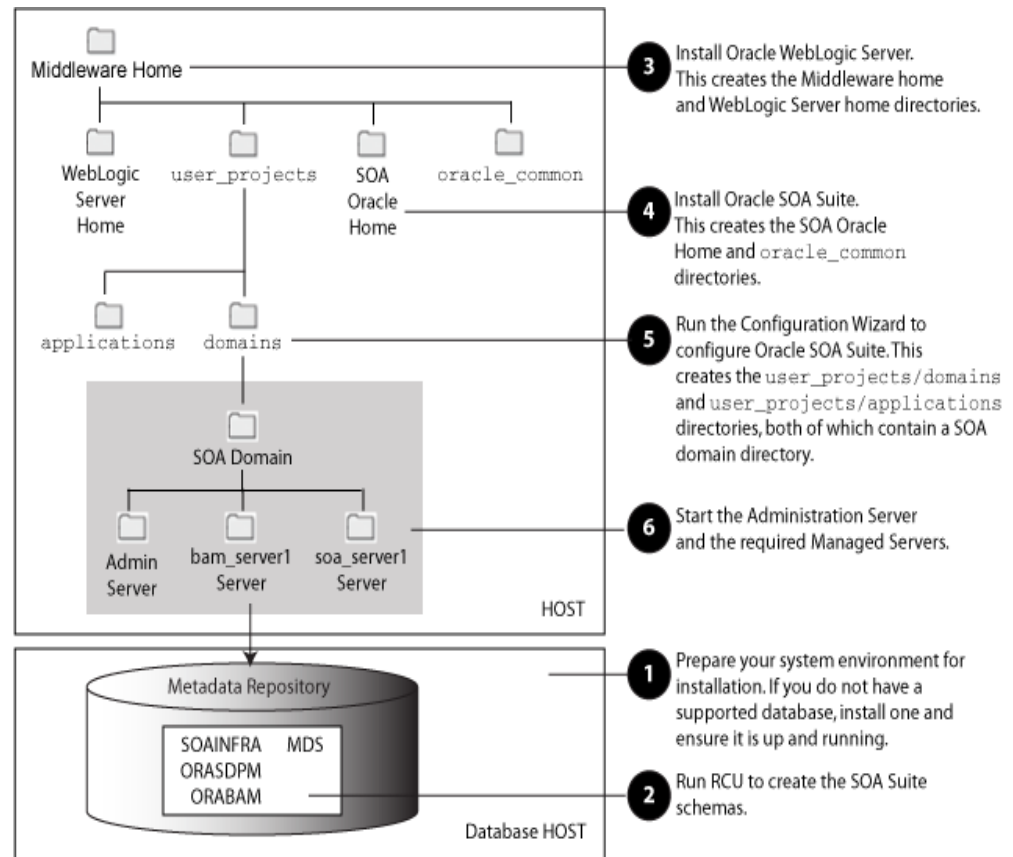 Middleware Home
WebLogic
Server
Home
user_projects
SOA
Oracle
Home
oracle_common
applications
domains
SOA Domain
Admin
Server
bam_server1
Server
soa_server1
Server
HOST
Metadata Repository
SOAINFRA MDS
ORASDPM
ORABAM
Database HOST
3
Install Oracle WebLogic Server.
This creates the Middleware home
and WebLogic Server home directories.
4
Install Oracle SOA Suite.
This creates the SOA Oracle
Home and oracle_common
directories.
5
Run the Configuration Wizard to
configure Oracle SOA Suite. This
creates the user_projects/domains
and user_projects/applications
directories, both of which contain a SOA
domain directory.
6
Start the Administration Server
and the required Managed Servers.
1
Prepare your system environment for
installation. If you do not have a
supported database, install one and
ensure it is up and running.
2
Run RCU to create the SOA Suite
schemas.